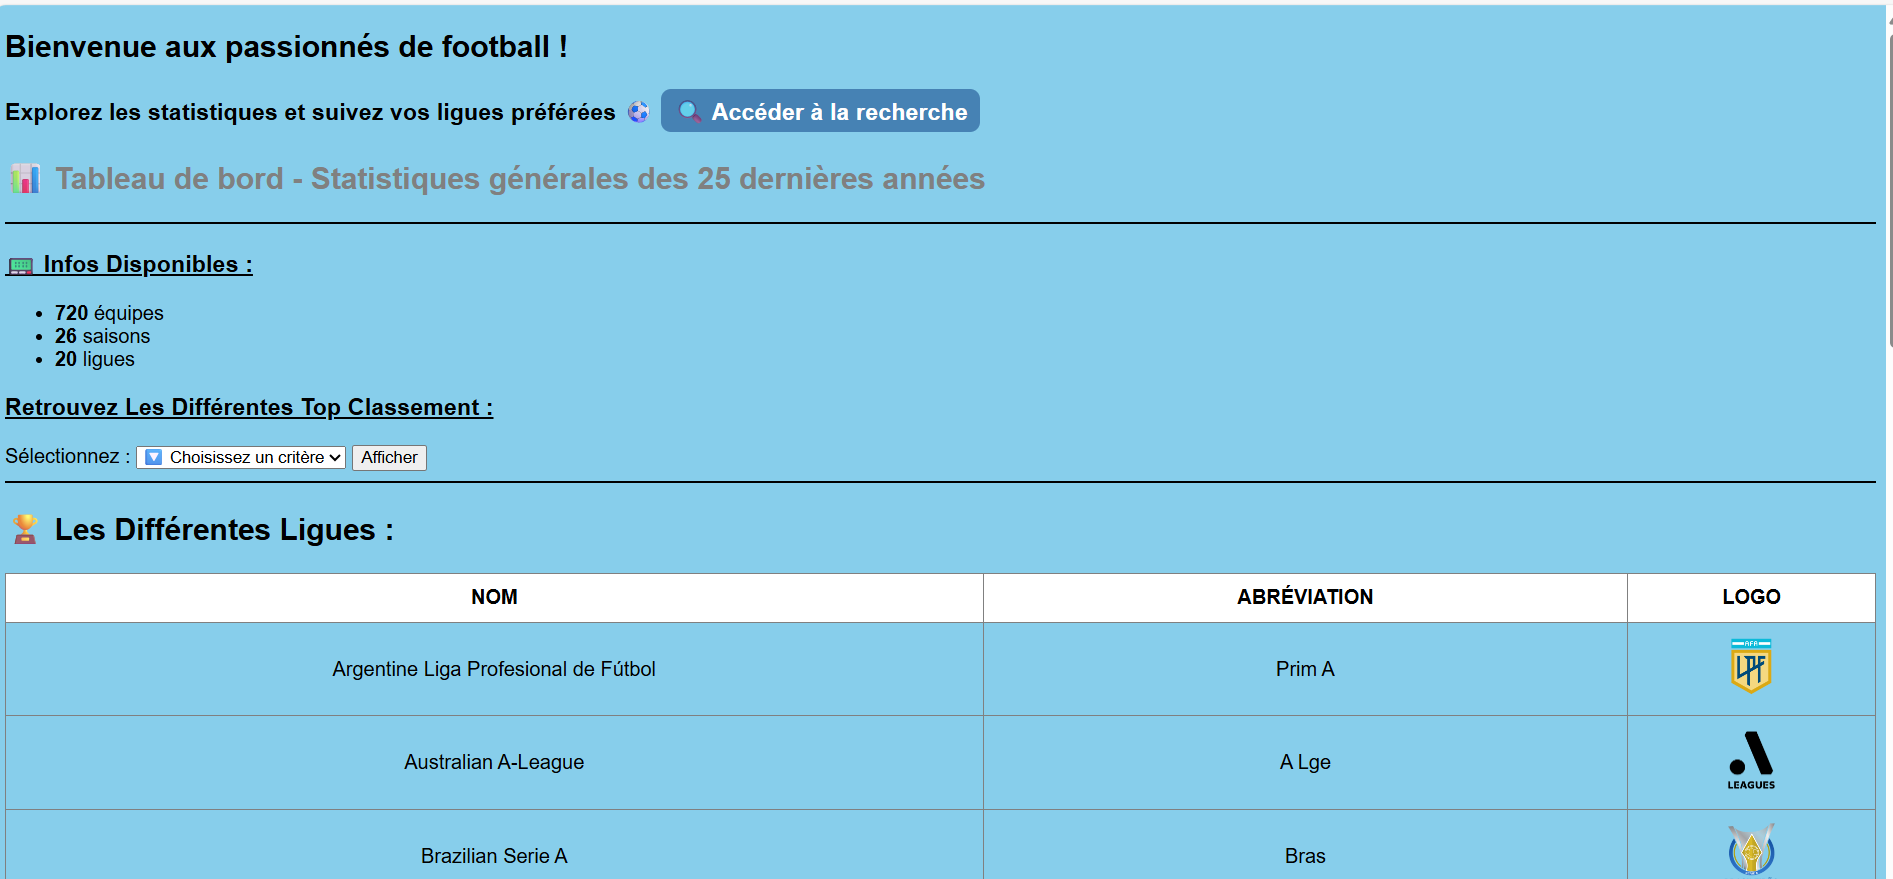 Bienvenue aux passionnés de football !
Explorez les statistiques et suivez vos ligues préférées ⚽ 🔍 Accéder à la recherche
📊 Tableau de bord - Statistiques générales des 25 dernières années
Infos Disponibles :
• 720 équipes
• 26 saisons
• 20 ligues
Retrouvez Les Différentes Top Classement :
Sélectionnez : 🔽 Choisissez un critère Afficher
🏆 Les Différentes Ligues :
NOM ABRÉVIATION LOGO
AFA
Argentine Liga Profesional de Fútbol Prim A LPF
Australian A-League A Lge
LEAGUES
Brazilian Serie A Bras